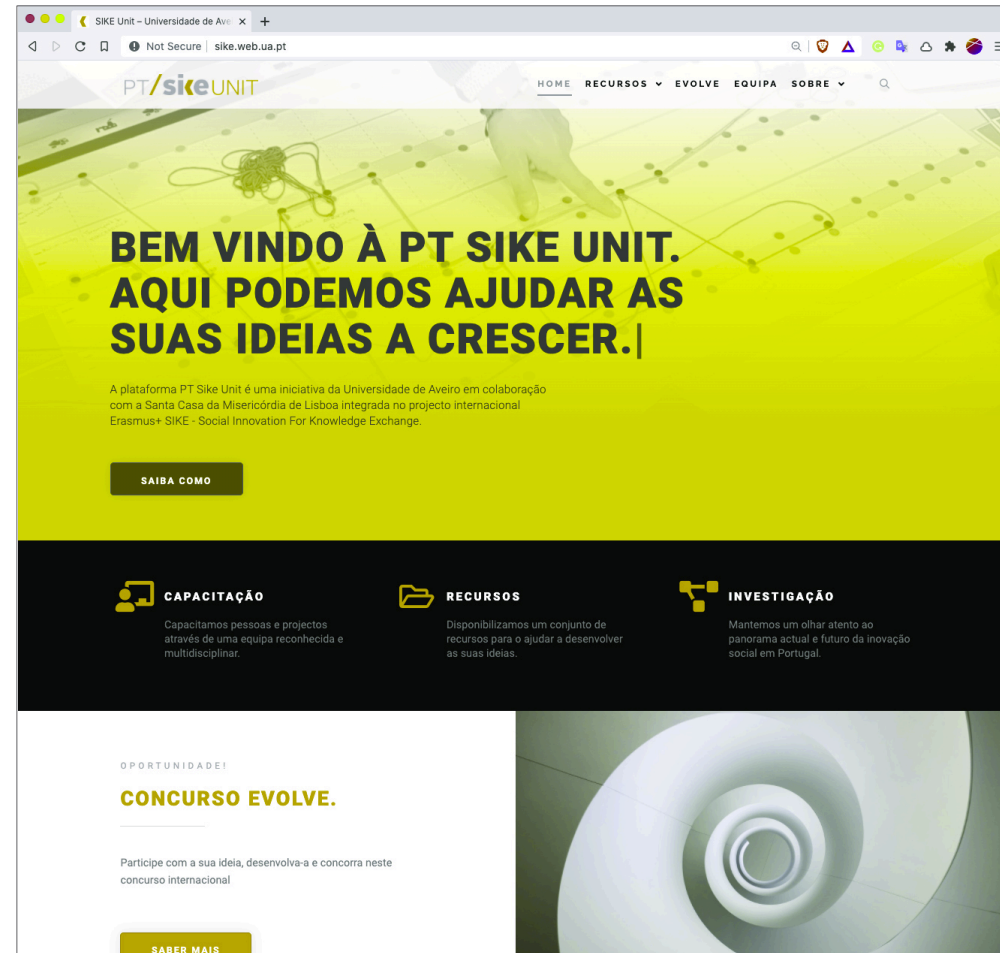 SIKE Unit – Universidade de Ave
Not Secure sike.web.ua.pt
PT/sikeUNIT
HOME RECURSOS EVOLVE EQUIPA SOBRE
BEM VINDO À PT SIKE UNIT.
AQUI PODEMOS AJUDAR AS
SUAS IDEIAS A CRESCER.|
A plataforma PT Sike Unit é uma iniciativa da Universidade de Aveiro em colaboração
com a Santa Casa da Misericórdia de Lisboa integrada no projecto internacional
Erasmus+ SIKE - Social Innovation For Knowledge Exchange.
SAIBA COMO
CAPACITAÇÃO
Capacitamos pessoas e projectos
através de uma equipa reconhecida e
multidisciplinar.
RECURSOS
Disponibilizamos um conjunto de
recursos para o ajudar a desenvolver
as suas ideias.
INVESTIGAÇÃO
Mantemos um olhar atento ao
panorama actual e futuro da inovação
social em Portugal.
OPORTUNIDADE!
CONCURSO EVOLVE.
Participe com a sua ideia, desenvolva-a e concorra neste
concurso internacional
SABER MAIS